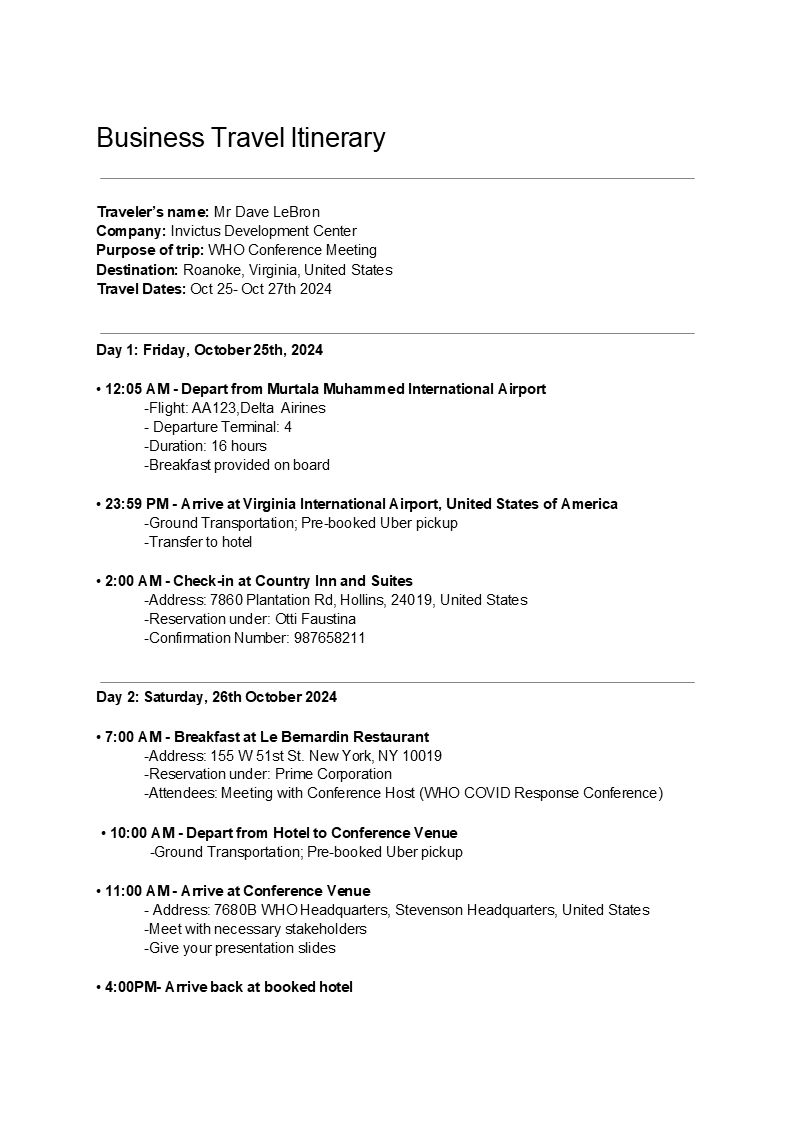 Business Travel Itinerary
Traveler's name: Mr Dave LeBron
Company: Invictus Development Center
Purpose of trip: WHO Conference Meeting
Destination: Roanoke, Virginia, United States
Travel Dates: Oct 25- Oct 27th 2024
Day 1: Friday, October 25th, 2024
• 12:05 AM - Depart from Murtala Muhammed International Airport
-Flight: AA123,Delta Airines
- Departure Terminal: 4
-Duration: 16 hours
-Breakfast provided on board
• 23:59 PM - Arrive at Virginia International Airport, United States of America
-Ground Transportation; Pre-booked Uber pickup
-Transfer to hotel
• 2:00 AM - Check-in at Country Inn and Suites
-Address: 7860 Plantation Rd, Hollins, 24019, United States
-Reservation under: Otti Faustina
-Confirmation Number: 987658211
Day 2: Saturday, 26th October 2024
• 7:00 AM - Breakfast at Le Bernardin Restaurant
-Address: 155 W 51st St. New York, NY 10019
-Reservation under: Prime Corporation
-Attendees: Meeting with Conference Host (WHO COVID Response Conference)
• 10:00 AM - Depart from Hotel to Conference Venue
-Ground Transportation; Pre-booked Uber pickup
• 11:00 AM - Arrive at Conference Venue
- Address: 7680B WHO Headquarters, Stevenson Headquarters, United States
-Meet with necessary stakeholders
-Give your presentation slides
• 4:00PM- Arrive back at booked hotel